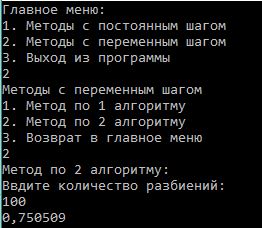 Главное меню:
1. Методы с постоянным шагом
2. Методы с переменным шагом
3. Выход из программы
2
Методы с переменным шагом
1. Метод по 1 алгоритму
2. Метод по 2 алгоритму
3. Возврат в главное меню
2
Метод по 2 алгоритму:
Ввдите количество разбиений:
100
0,750509